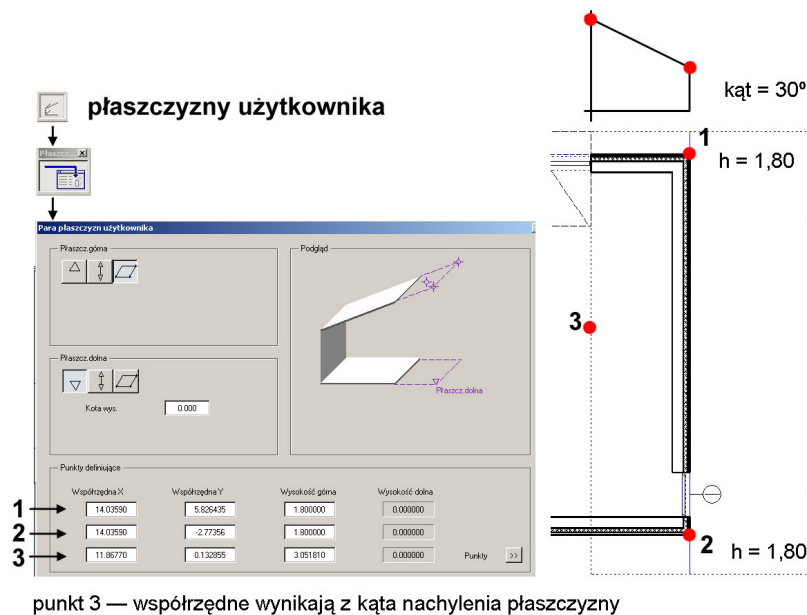 płaszczyzny użytkownika
Płaszcz...
Para płaszczyzn użytkownika
Płaszcz.górna
Podgląd
Płaszcz.dolna
Płaszcz.dolna
Kota wys. 0.000
Punkty definiujące
Współrzędna X Współrzędna Y Wysokość górna Wysokość dolna
1 14.03590 5.826435 1.800000 0.000000
2 14.03590 -2.77356 1.800000 0.000000
3 11.86770 0.132855 3.051810 0.000000 Punkty >>
kąt = 30º
1
h = 1,80
3
2 h = 1,80
punkt 3 — współrzędne wynikają z kąta nachylenia płaszczyzny